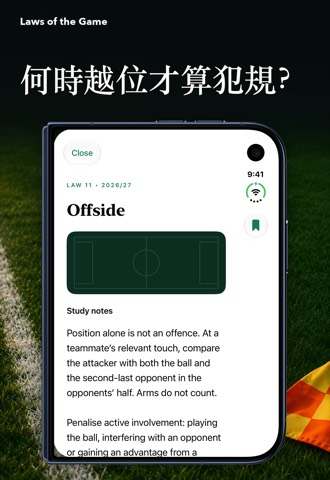 Laws of the Game
何時越位才算犯規?
Close
9:41
LAW 11 • 2026/27
Offside
Study notes
Position alone is not an offence. At a
teammate’s relevant touch, compare
the attacker with both the ball and
the second-last opponent in the
opponents’ half. Arms do not count.
Penalise active involvement: playing
the ball, interfering with an opponent
or gaining an advantage from a